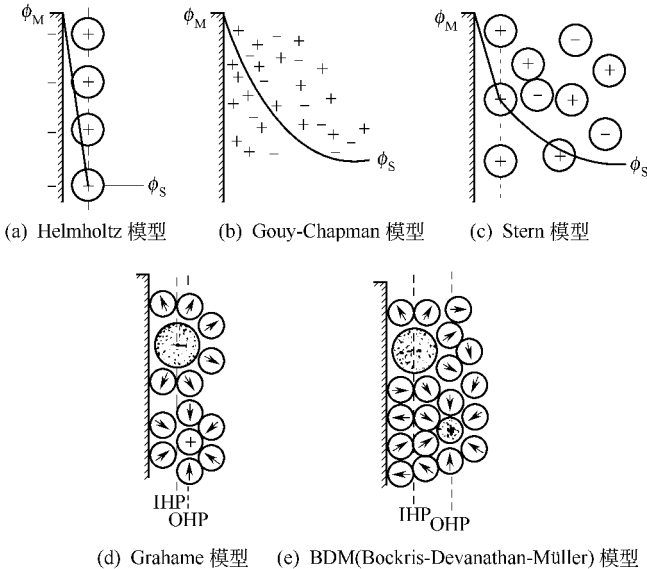 ϕM
ϕS
(a) Helmholtz 模型
ϕM
ϕS
(b) Gouy-Chapman 模型
ϕM
ϕS
(c) Stern 模型
IHP
OHP
(d) Grahame 模型
IHP
OHP
(e) BDM(Bockris-Devanathan-Müller) 模型